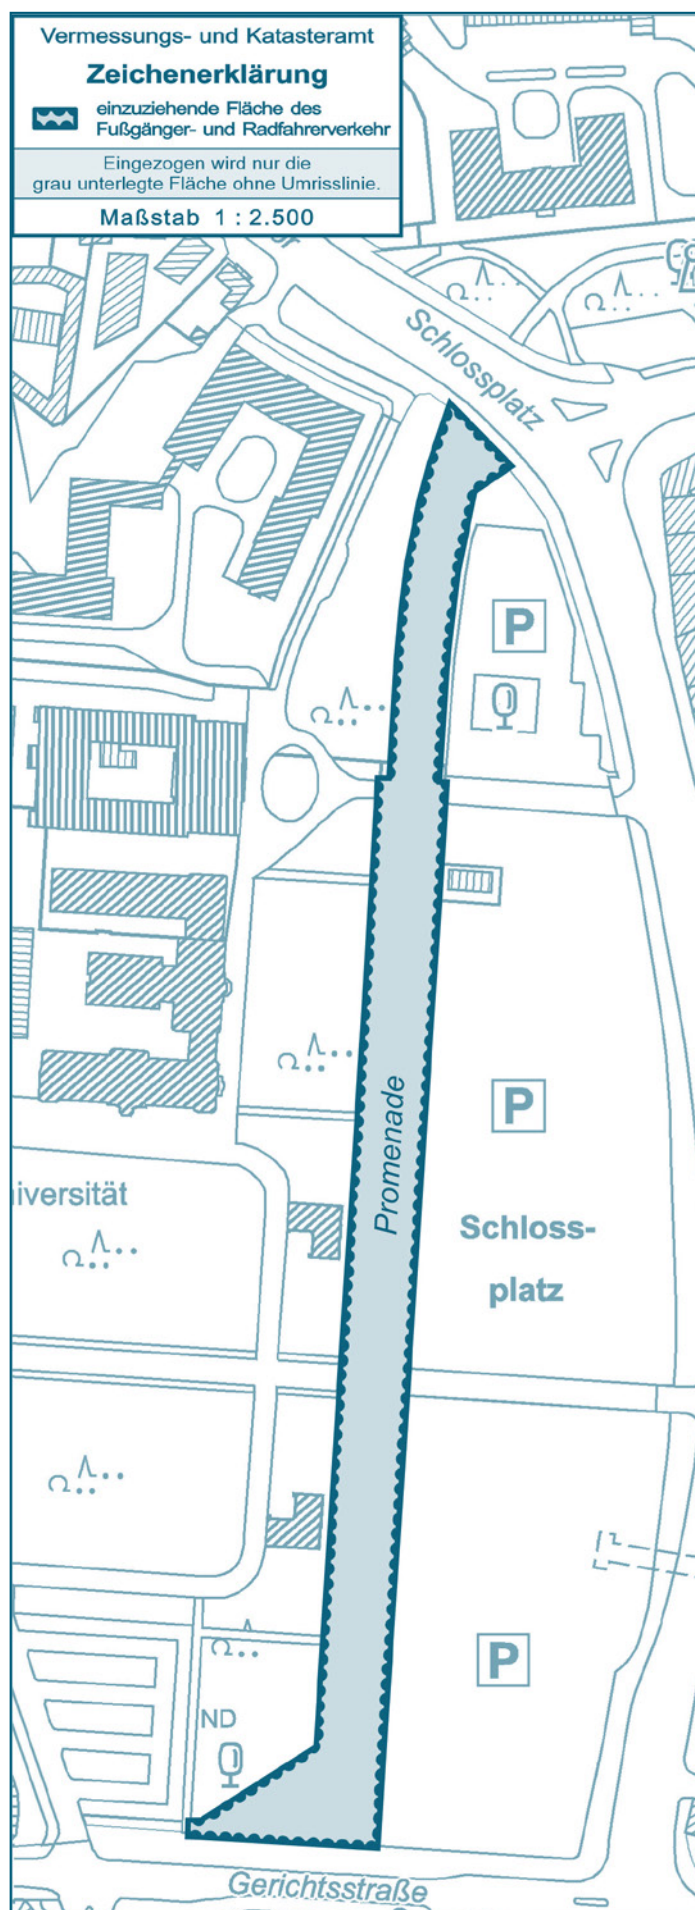 Vermessungs- und Katasteramt
Zeichenerklärung
einzuziehende Fläche des
Fußgänger- und Radfahrerverkehr
Eingezogen wird nur die
grau unterlegte Fläche ohne Umrisslinie.
Maßstab 1 : 2.500
Schlossplatz
P
Promenade
P
iversität
Schloss-
platz
P
ND
Gerichtsstraße